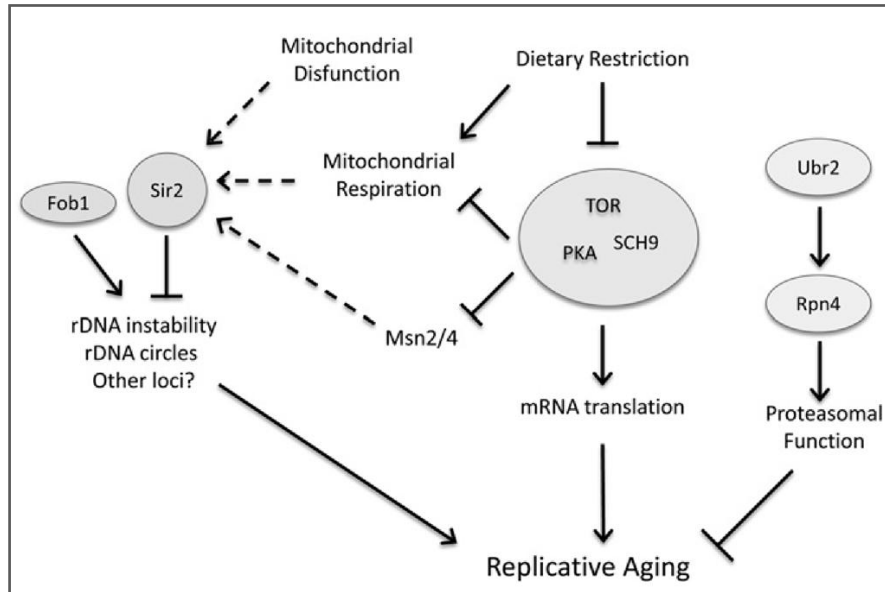 Mitochondrial
Disfunction
Dietary Restriction
Mitochondrial
Respiration
Fob1
Sir2
TOR
PKA
SCH9
Ubr2
Rpn4
rDNA instability
rDNA circles
Other loci?
Msn2/4
mRNA translation
Proteasomal
Function
Replicative Aging